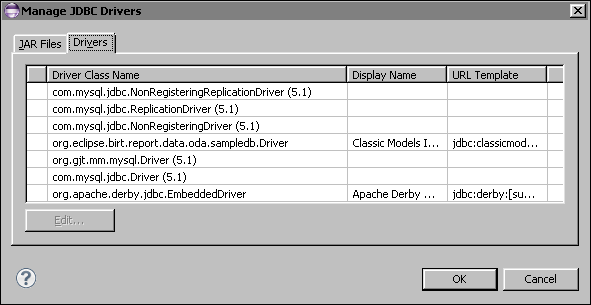 Manage JDBC Drivers
JAR Files Drivers
Driver Class Name Display Name URL Template
com.mysql.jdbc.NonRegisteringReplicationDriver (5.1)
com.mysql.jdbc.ReplicationDriver (5.1)
com.mysql.jdbc.NonRegisteringDriver (5.1)
org.eclipse.birt.report.data.oda.sampledb.Driver Classic Models I... jdbc:classicmod...
org.gjt.mm.mysql.Driver (5.1)
com.mysql.jdbc.Driver (5.1)
org.apache.derby.jdbc.EmbeddedDriver Apache Derby ... jdbc:derby:[su...
Edit...
? OK Cancel